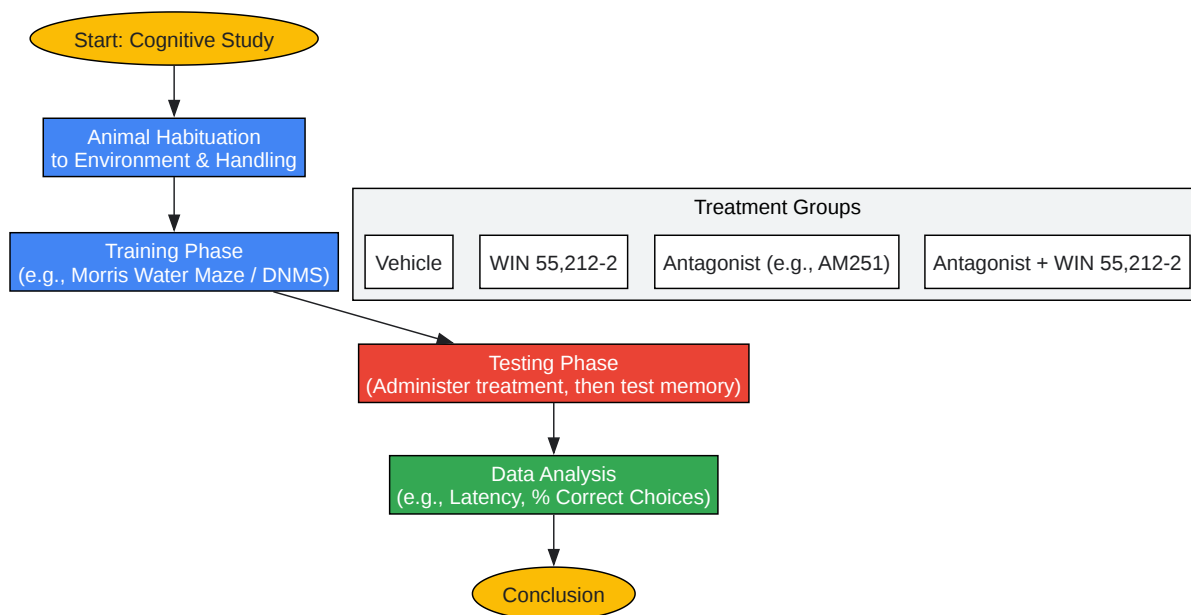 Start: Cognitive Study
Animal Habituation
to Environment & Handling
Training Phase
(e.g., Morris Water Maze / DNMS)
Treatment Groups
Vehicle
WIN 55,212-2
Antagonist (e.g., AM251)
Antagonist + WIN 55,212-2
Testing Phase
(Administer treatment, then test memory)
Data Analysis
(e.g., Latency, % Correct Choices)
Conclusion